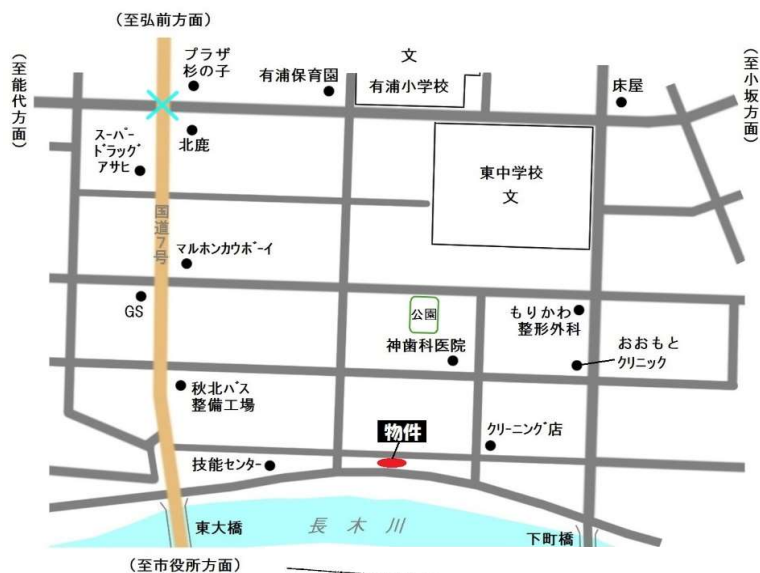 (至弘前方面)
(至能代方面)
(至小坂方面)
プラザ
杉の子
有浦保育園
文
有浦小学校
床屋
スーパー
ドラッグ
アサヒ
北鹿
東中学校
文
国道7号
マルホンカウボーイ
GS
公園
もりかわ
整形外科
神歯科医院
おおもと
クリニック
秋北バス
整備工場
物件
クリーニング店
技能センター
東大橋
長木川
下町橋
(至市役所方面)